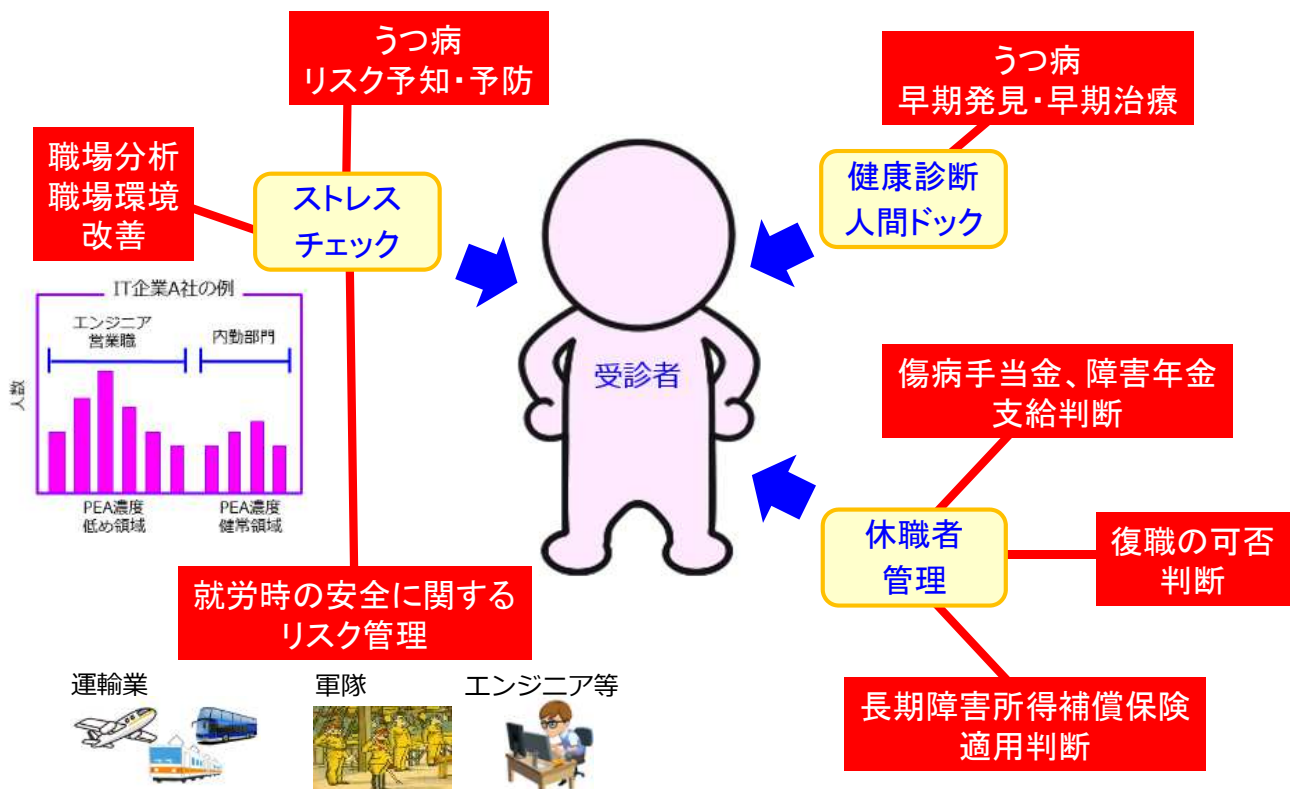 うつ病
リスク予知・予防
うつ病
早期発見・早期治療
職場分析
職場環境
改善
ストレス
チェック
健康診断
人間ドック
IT企業A社の例
エンジニア
営業職
内勤部門
人数
PEA濃度
低め領域
PEA濃度
健常領域
受診者
傷病手当金、障害年金
支給判断
休職者
管理
復職の可否
判断
就労時の安全に関する
リスク管理
長期障害所得補償保険
適用判断
運輸業
軍隊
エンジニア等